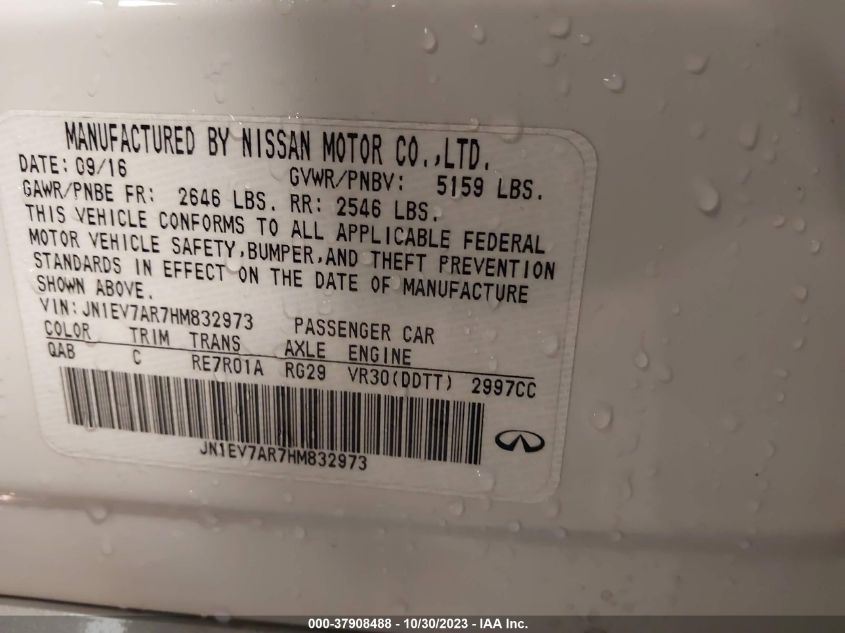 MANUFACTURED BY NISSAN MOTOR CO.,LTD.
DATE: 09/16 GVWR/PNBV: 5159 LBS.
GAWR/PNBE FR: 2646 LBS. RR: 2546 LBS.
THIS VEHICLE CONFORMS TO ALL APPLICABLE FEDERAL
MOTOR VEHICLE SAFETY,BUMPER,AND THEFT PREVENTION
STANDARDS IN EFFECT ON THE DATE OF MANUFACTURE
SHOWN ABOVE.
VIN: JN1EV7AR7HM832973 PASSENGER CAR
COLOR TRIM TRANS AXLE ENGINE
QAB C RE7R01A RG29 VR30(DDTT) 2997CC
JN1EV7AR7HM832973
000-37908488 - 10/30/2023 - IAA Inc.